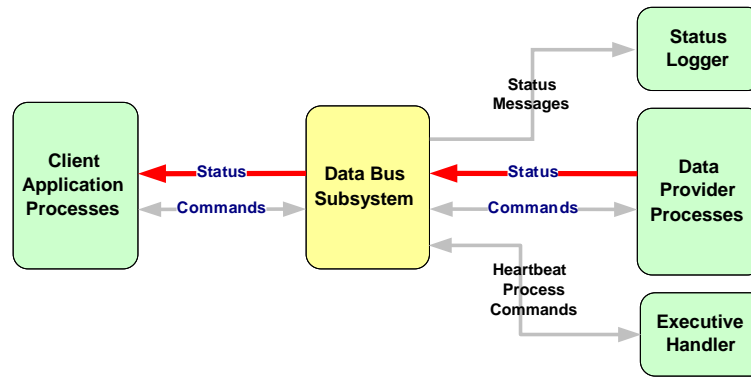 Status
Logger
Status
Messages
Client
Application
Processes
Status
Commands
Data Bus
Subsystem
Status
Commands
Data
Provider
Processes
Heartbeat
Process
Commands
Executive
Handler